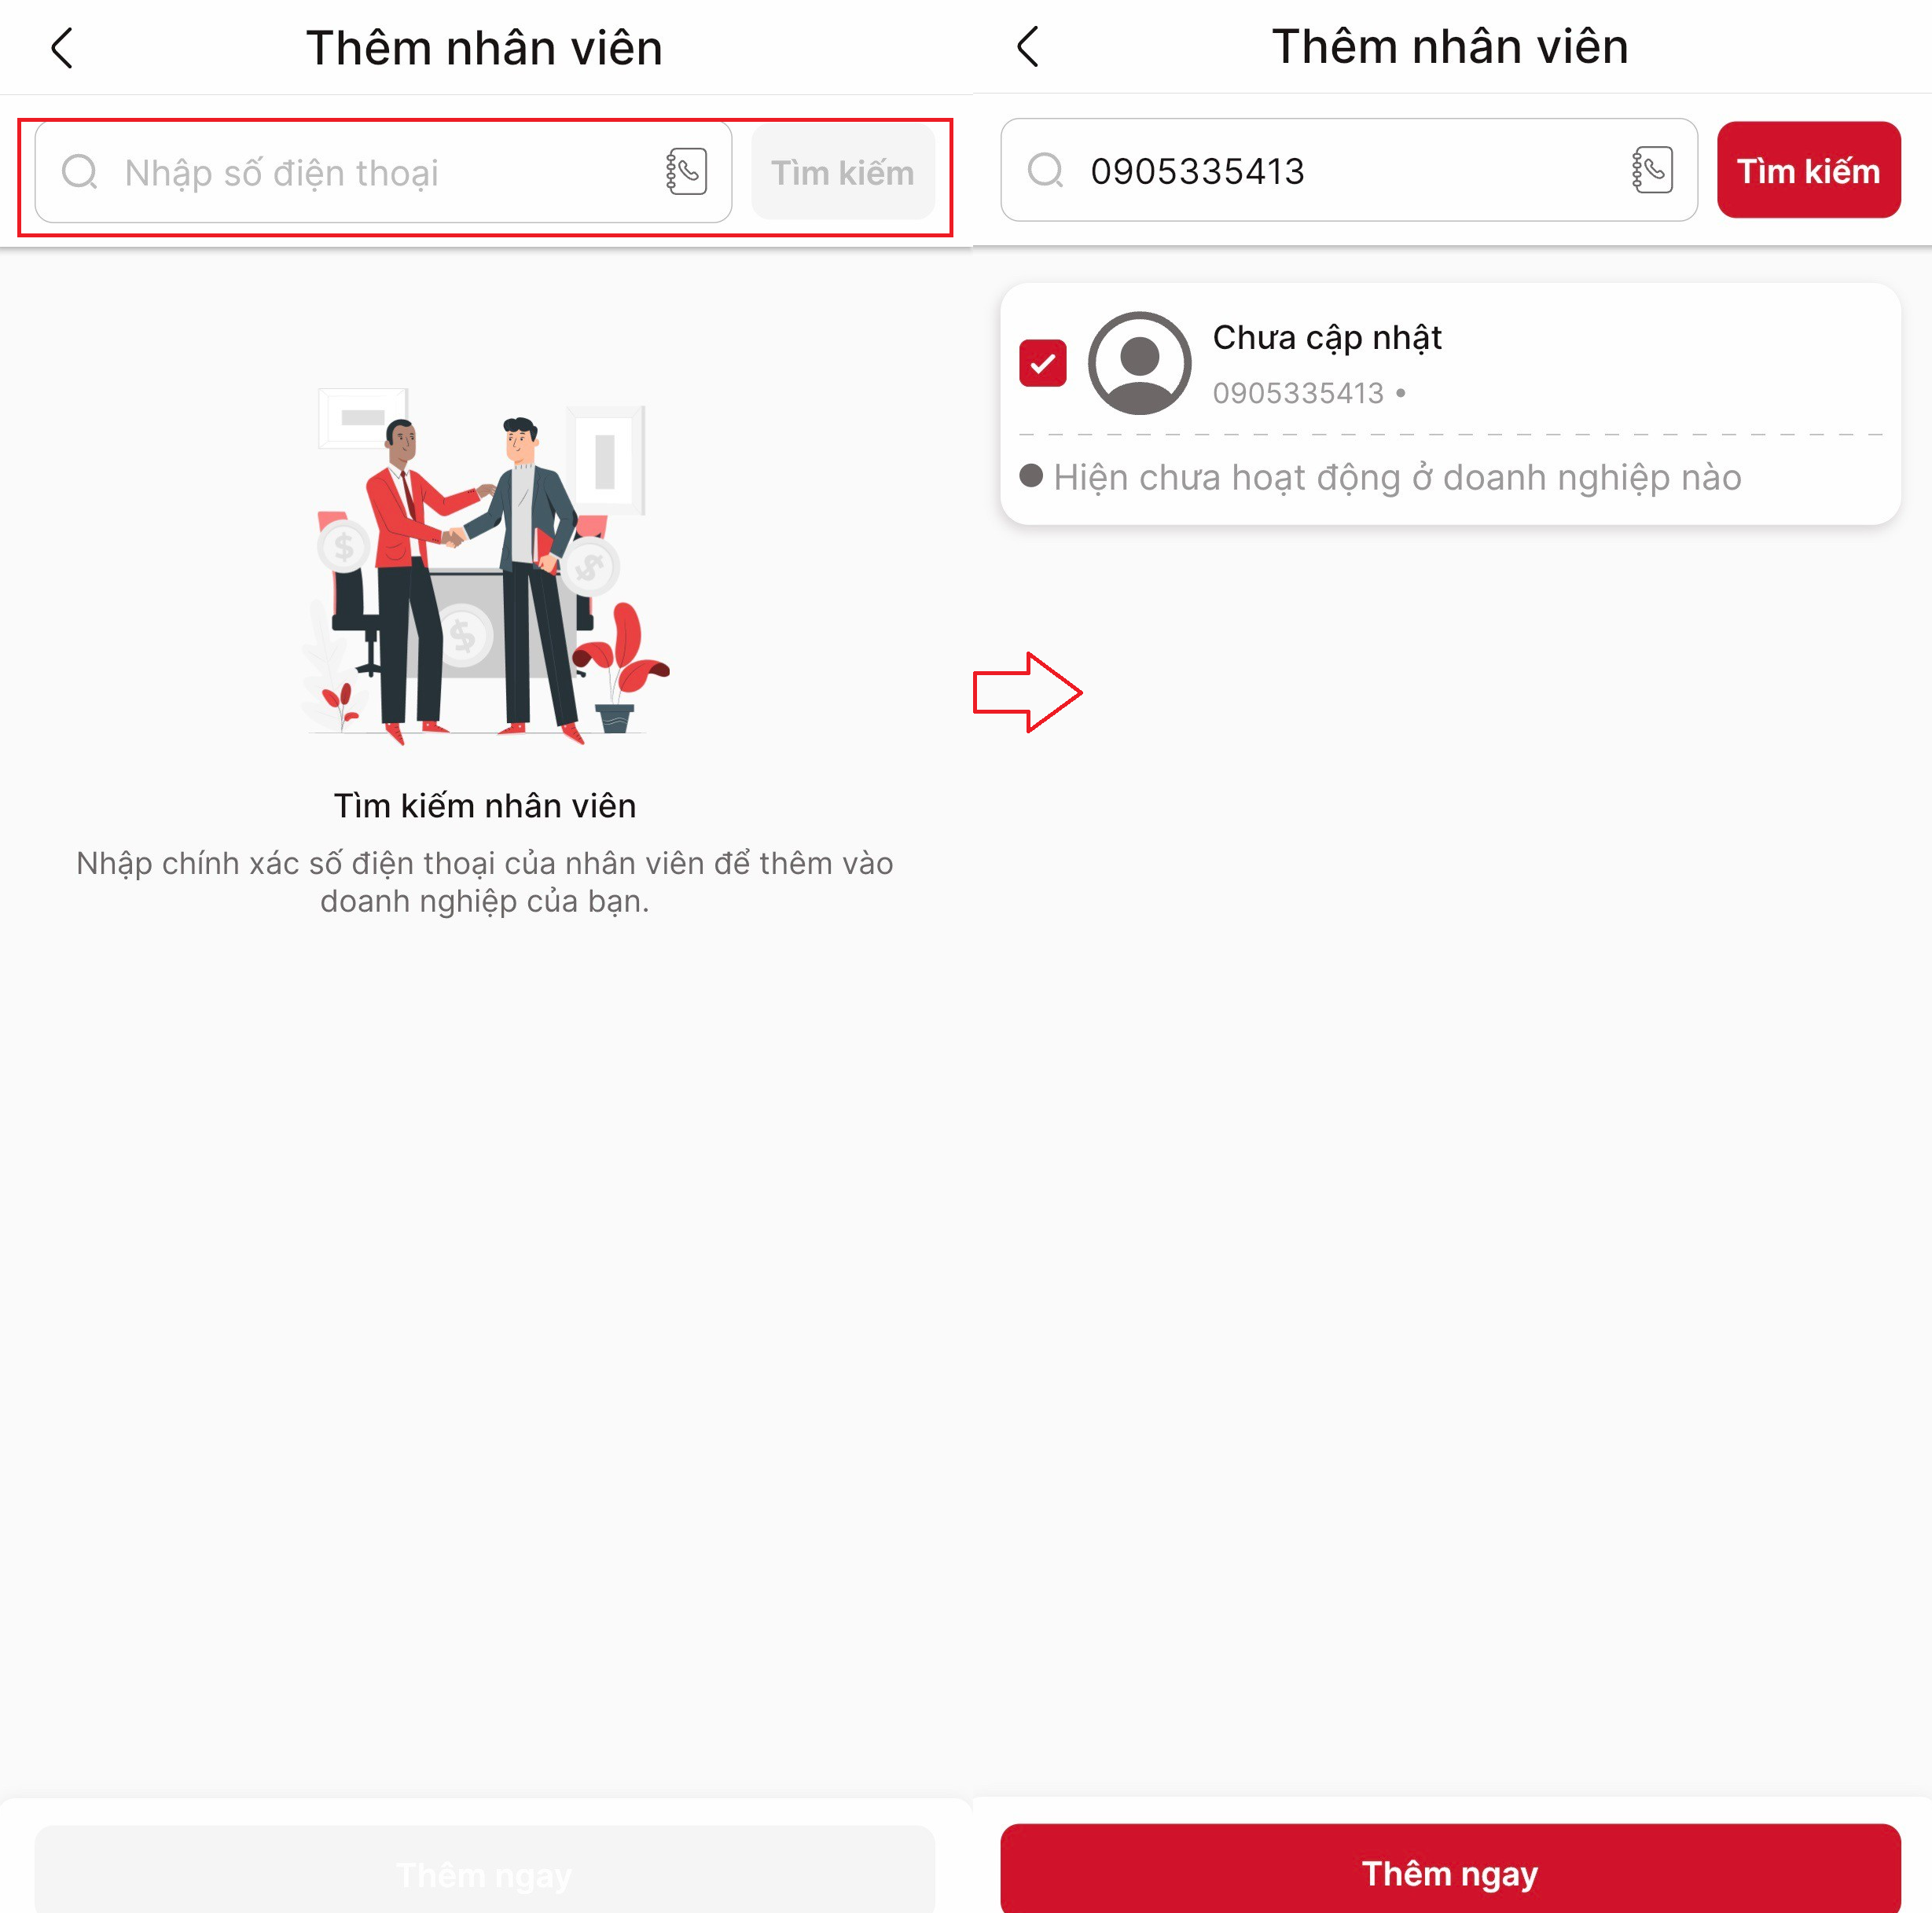 Thêm nhân viên
Nhập số điện thoại
Tìm kiếm
Tìm kiếm nhân viên
Nhập chính xác số điện thoại của nhân viên để thêm vào
doanh nghiệp của bạn.
Thêm ngay
Thêm nhân viên
0905335413
Tìm kiếm
Chưa cập nhật
0905335413 •
Hiện chưa hoạt động ở doanh nghiệp nào
Thêm ngay